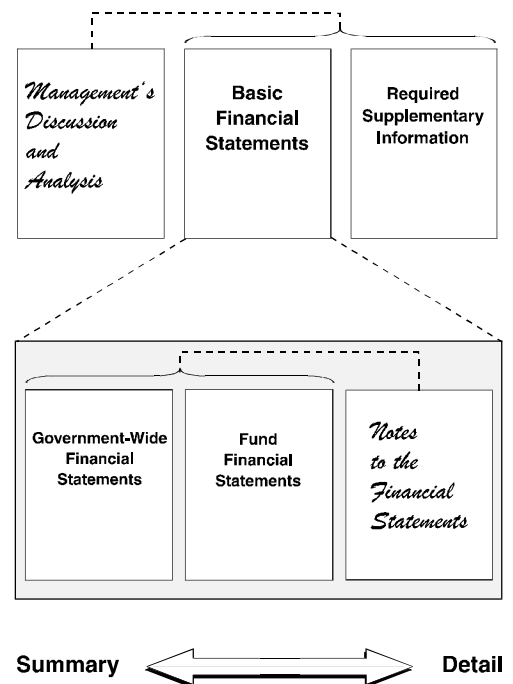 Management's
Discussion
and
Analysis
Basic
Financial
Statements
Required
Supplementary
Information
Government-Wide
Financial
Statements
Fund
Financial
Statements
Notes
to the
Financial
Statements
Summary
Detail